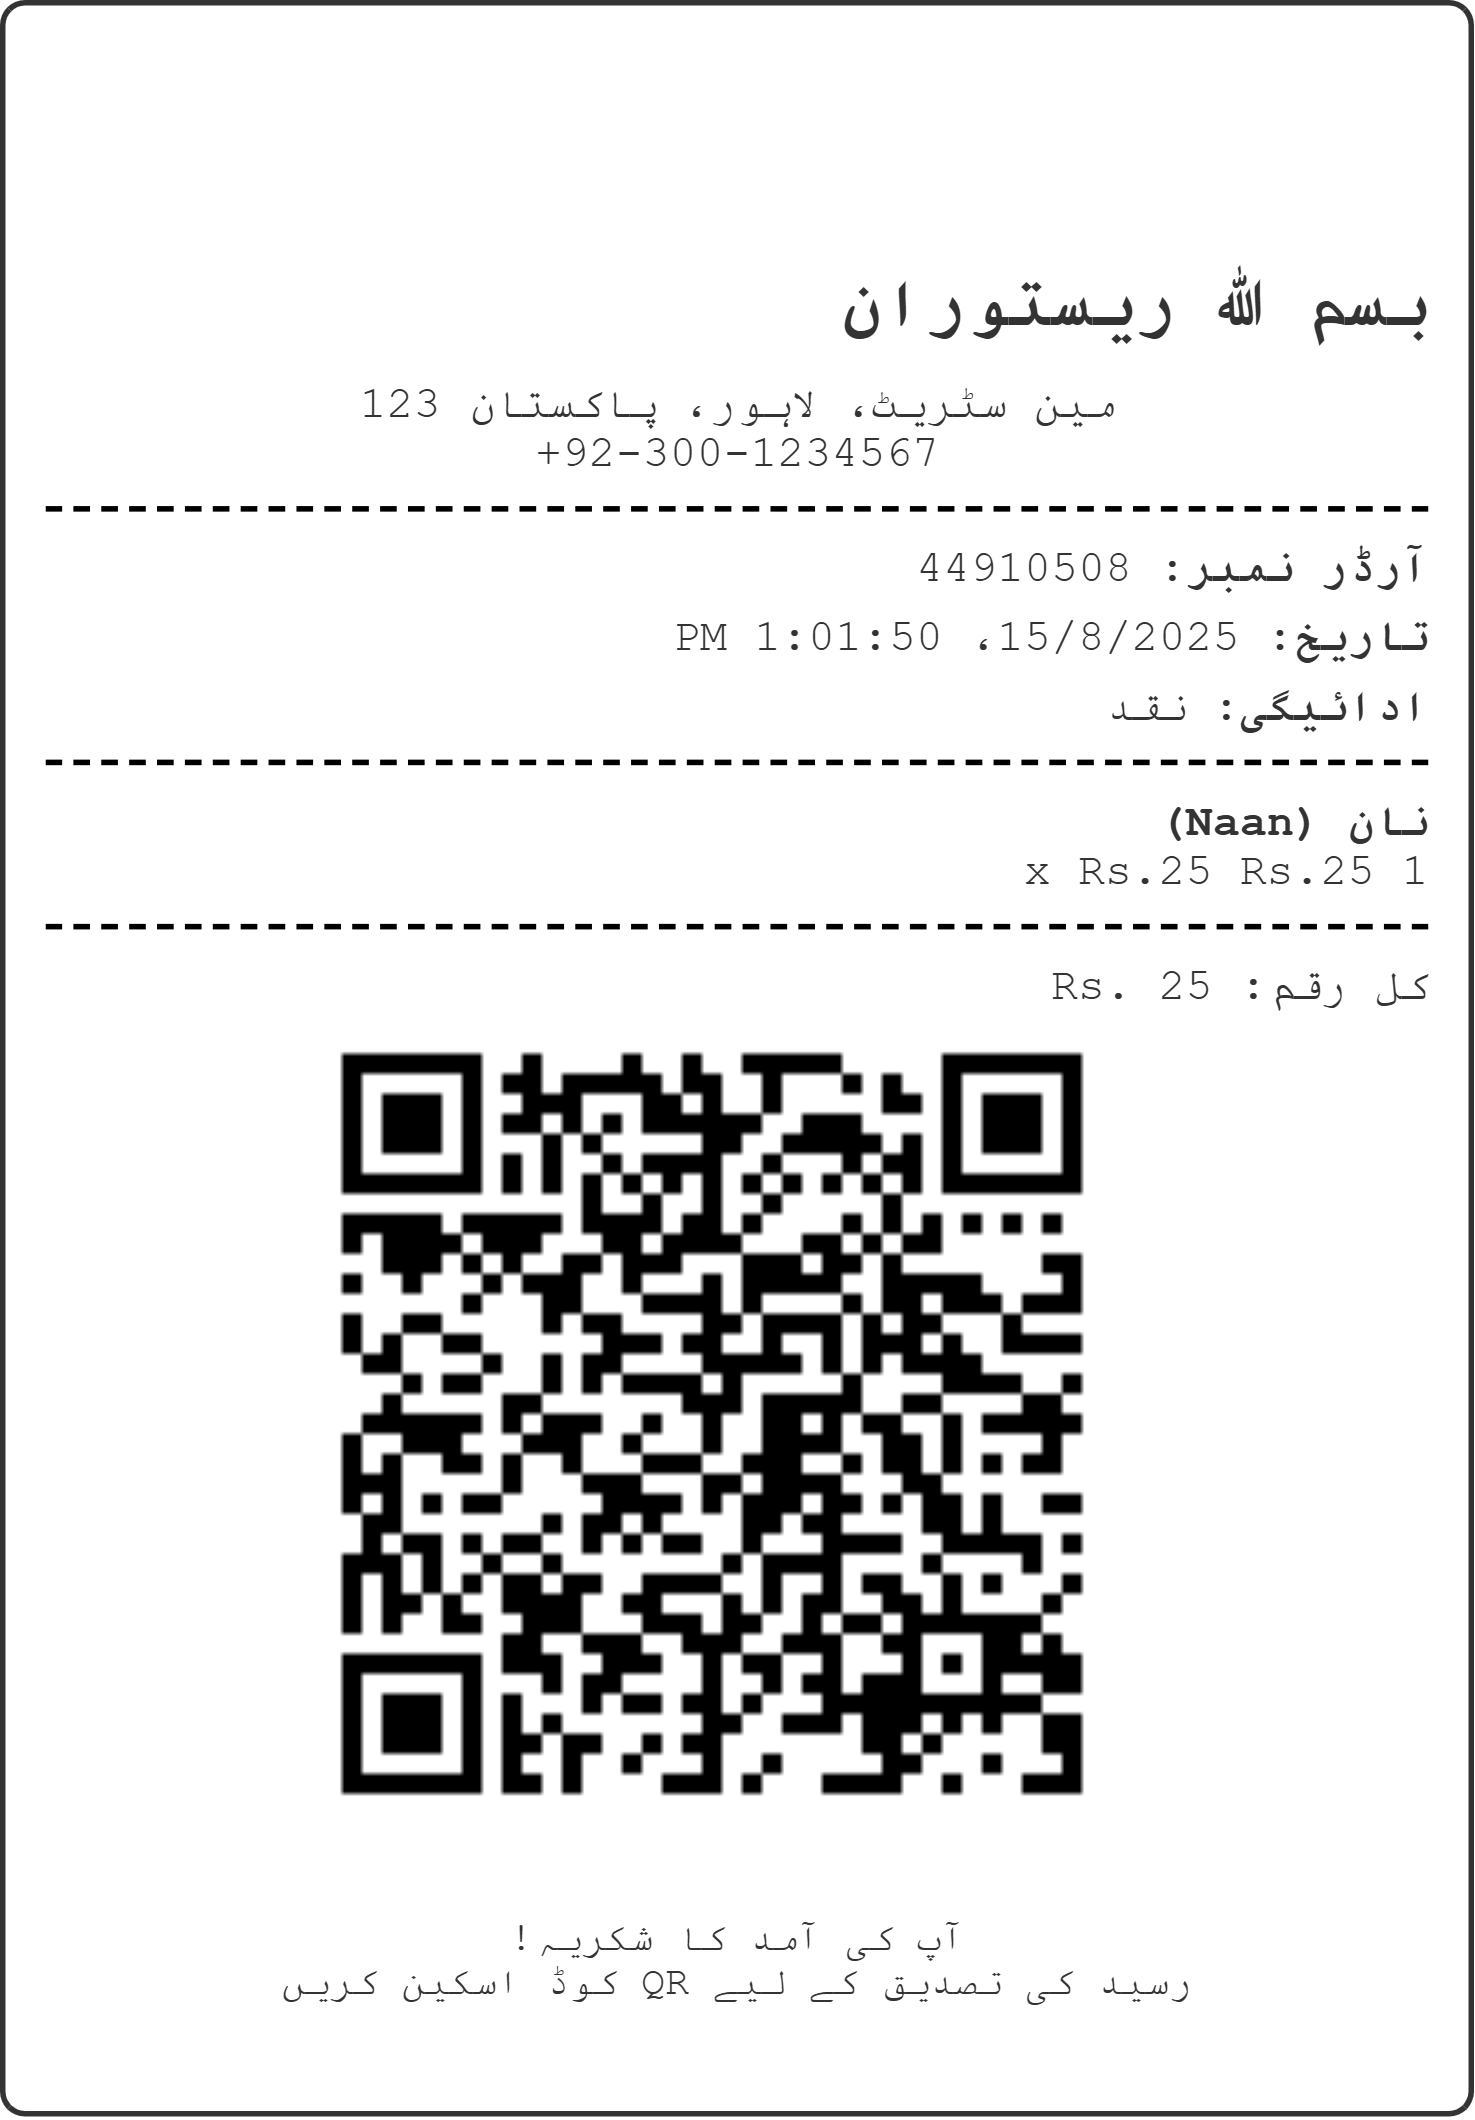 بسم الله ریستوران
123 مین سٹریٹ، لاہور، پاکستان
+92-300-1234567
آرڈر نمبر: 44910508
تاریخ: 15/8/2025، 1:01:50 PM
ادائیگی: نقد
نان (Naan)
1 x Rs.25 Rs.25
کل رقم: Rs. 25
آپ کی آمد کا شکریہ!
رسید کی تصدیق کے لیے QR کوڈ اسکین کریں